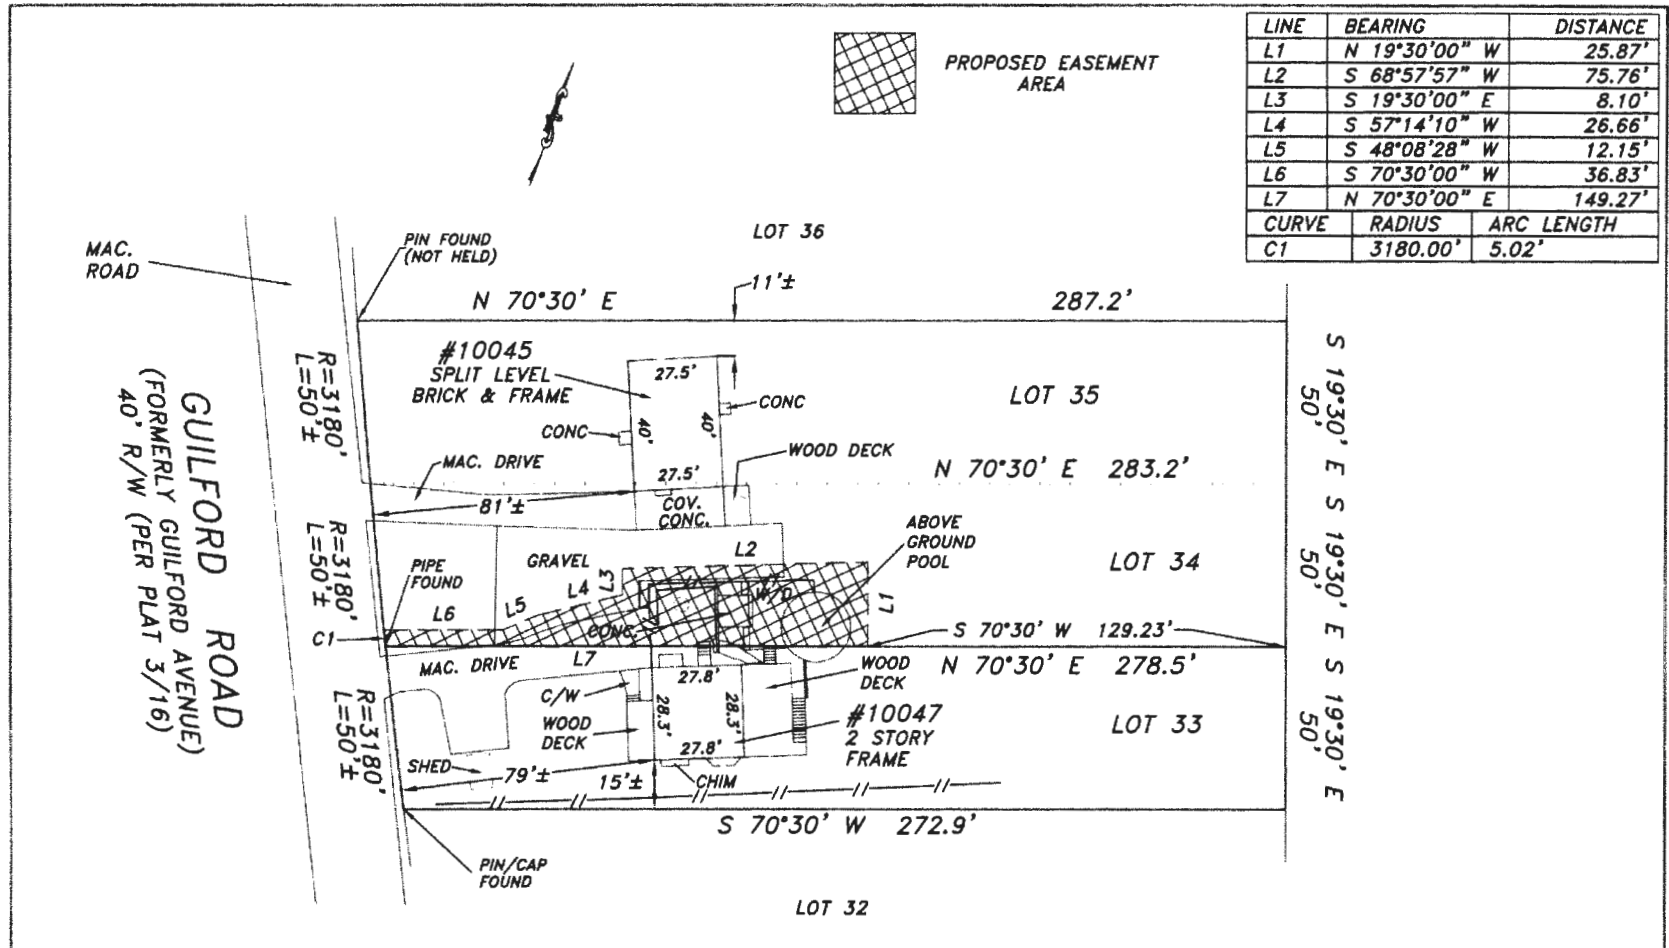 PROPOSED EASEMENT
AREA
LINE BEARING DISTANCE
L1 N 19°30'00" W 25.87'
L2 S 68°57'57" W 75.76'
L3 S 19°30'00" E 8.10'
L4 S 57°14'10" W 26.66'
L5 S 48°08'28" W 12.15'
L6 S 70°30'00" W 36.83'
L7 N 70°30'00" E 149.27'
CURVE RADIUS ARC LENGTH
C1 3180.00' 5.02'
MAC.
ROAD
PIN FOUND
(NOT HELD)
LOT 36
11'±
N 70°30' E 287.2'
R=3180'
L=50'±
#10045
SPLIT LEVEL
BRICK & FRAME
27.5'
40'
40'
27.5'
CONC
CONC
LOT 35
S 19°30' E
50'
MAC. DRIVE
WOOD DECK
N 70°30' E 283.2'
81'±
COV.
CONC.
GUILFORD ROAD
(FORMERLY GUILFORD AVENUE)
40' R/W (PER PLAT 3/16)
R=3180'
L=50'±
PIPE
FOUND
GRAVEL
L2
ABOVE
GROUND
POOL
LOT 34
S 19°30' E
50'
L3
L4
L5
L6
W/D
L7
C1
CONC.
S 70°30' W 129.23'
MAC. DRIVE
L7
N 70°30' E 278.5'
WOOD
DECK
C/W
27.8'
28.3'
28.3'
27.8'
WOOD
DECK
#10047
2 STORY
FRAME
LOT 33
S 19°30' E
50'
R=3180'
L=50'±
SHED
79'±
15'±
CHIM
S 70°30' W 272.9'
PIN/CAP
FOUND
LOT 32